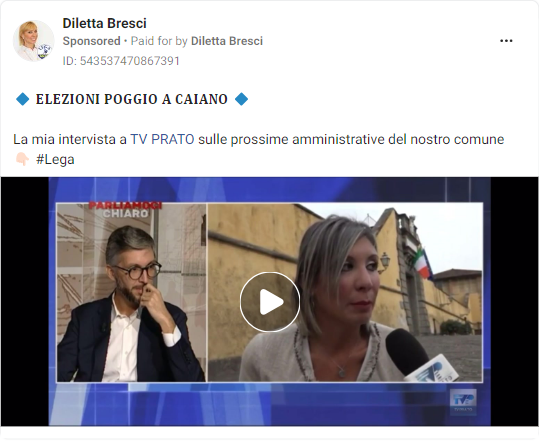 Diletta Bresci
Sponsored • Paid for by Diletta Bresci
ID: 543537470867391
🔷 ELEZIONI POGGIO A CAIANO 🔷
La mia intervista a TV PRATO sulle prossime amministrative del nostro comune
👇🏻 #Lega
PARLIAMOCI
CHIARO